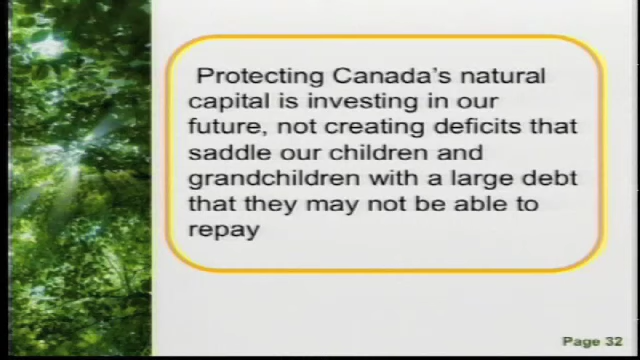 Protecting Canada's natural
capital is investing in our
future, not creating deficits that
saddle our children and
grandchildren with a large debt
that they may not be able to
repay
Page 32